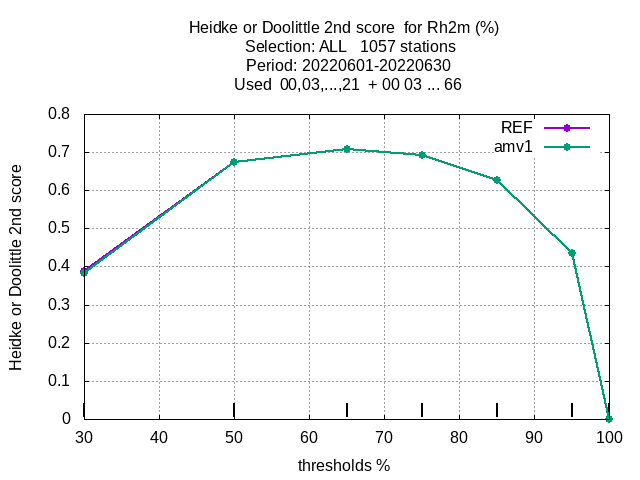 Heidke or Doolittle 2nd score  for Rh2m (%)
Selection: ALL   1057 stations
Period: 20220601-20220630
Used  00,03,...,21  + 00 03 ... 66
REF
amv1
Heidke or Doolittle 2nd score
0.8
0.7
0.6
0.5
0.4
0.3
0.2
0.1
0
30 40 50 60 70 80 90 100
thresholds %